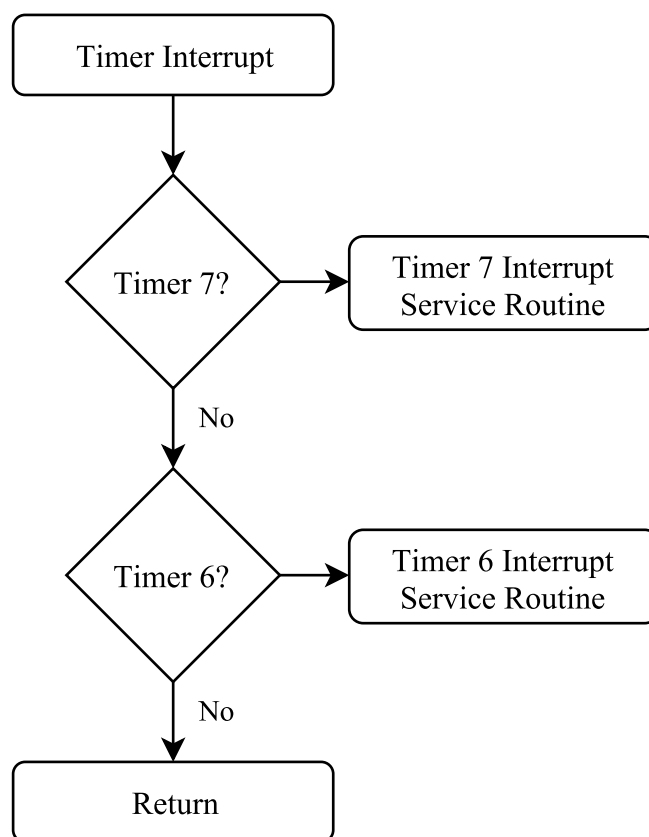 Timer Interrupt
Timer 7?
Timer 7 Interrupt
Service Routine
No
Timer 6?
Timer 6 Interrupt
Service Routine
No
Return